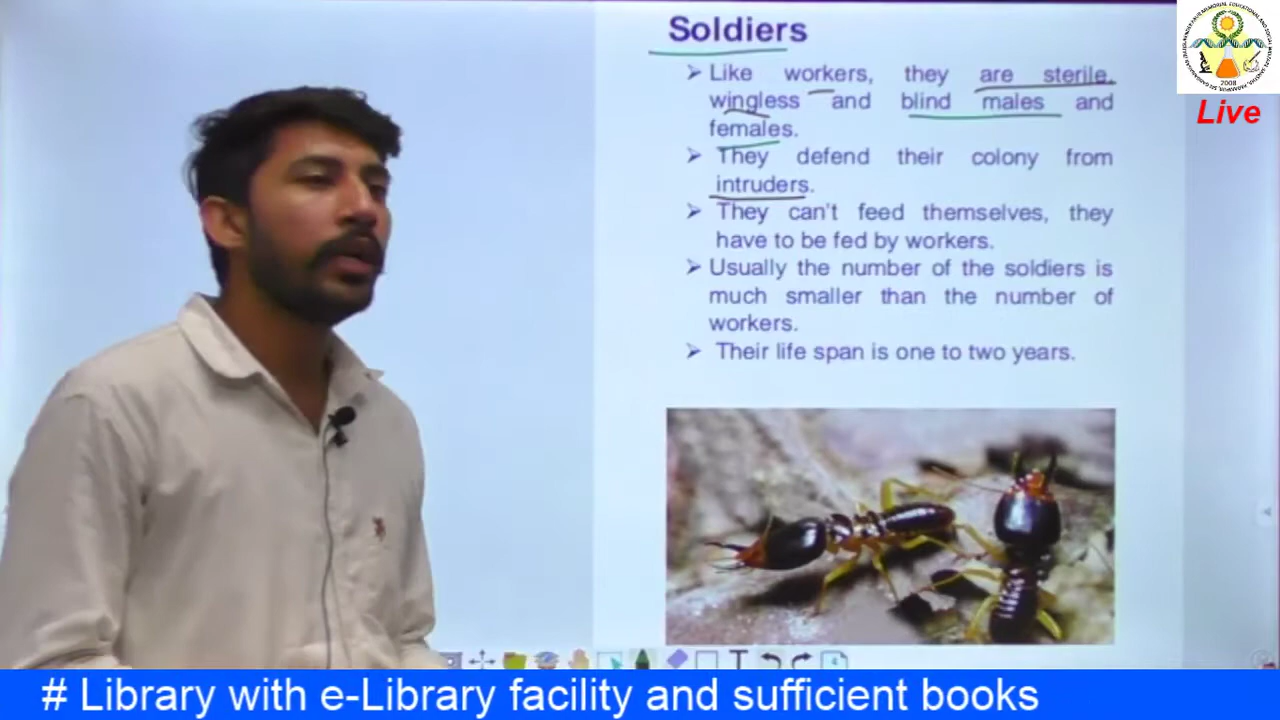 Soldiers
➢ Like workers, they are sterile,
wingless and blind males and
females.
➢ They defend their colony from
intruders.
➢ They can't feed themselves, they
have to be fed by workers.
➢ Usually the number of the soldiers is
much smaller than the number of
workers.
➢ Their life span is one to two years.
2008
Live
# Library with e-Library facility and sufficient books